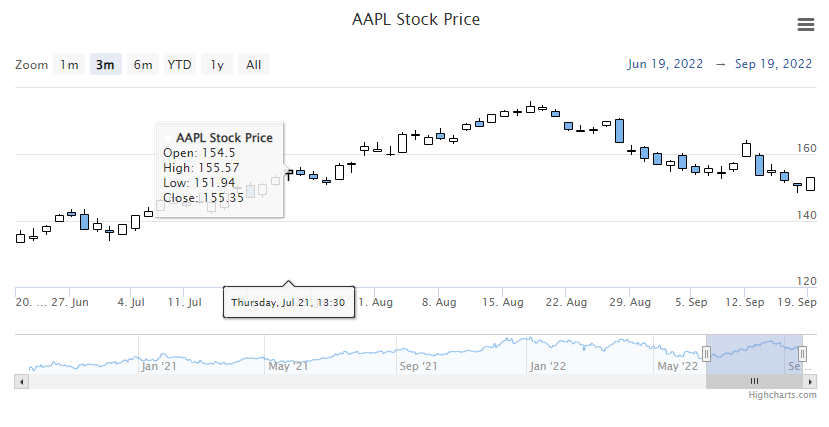 AAPL Stock Price
Zoom 1m 3m 6m YTD 1y All Jun 19, 2022 → Sep 19, 2022
AAPL Stock Price
Open: 154.5
High: 155.57
Low: 151.94
Close: 155.35
160
140
120
20. ... 27. Jun 4. Jul 11. Jul 1. Aug 8. Aug 15. Aug 22. Aug 29. Aug 5. Sep 12. Sep 19. Sep
Thursday, Jul 21, 13:30
Jan '21 May '21 Sep '21 Jan '22 May '22 Se…
Highcharts.com